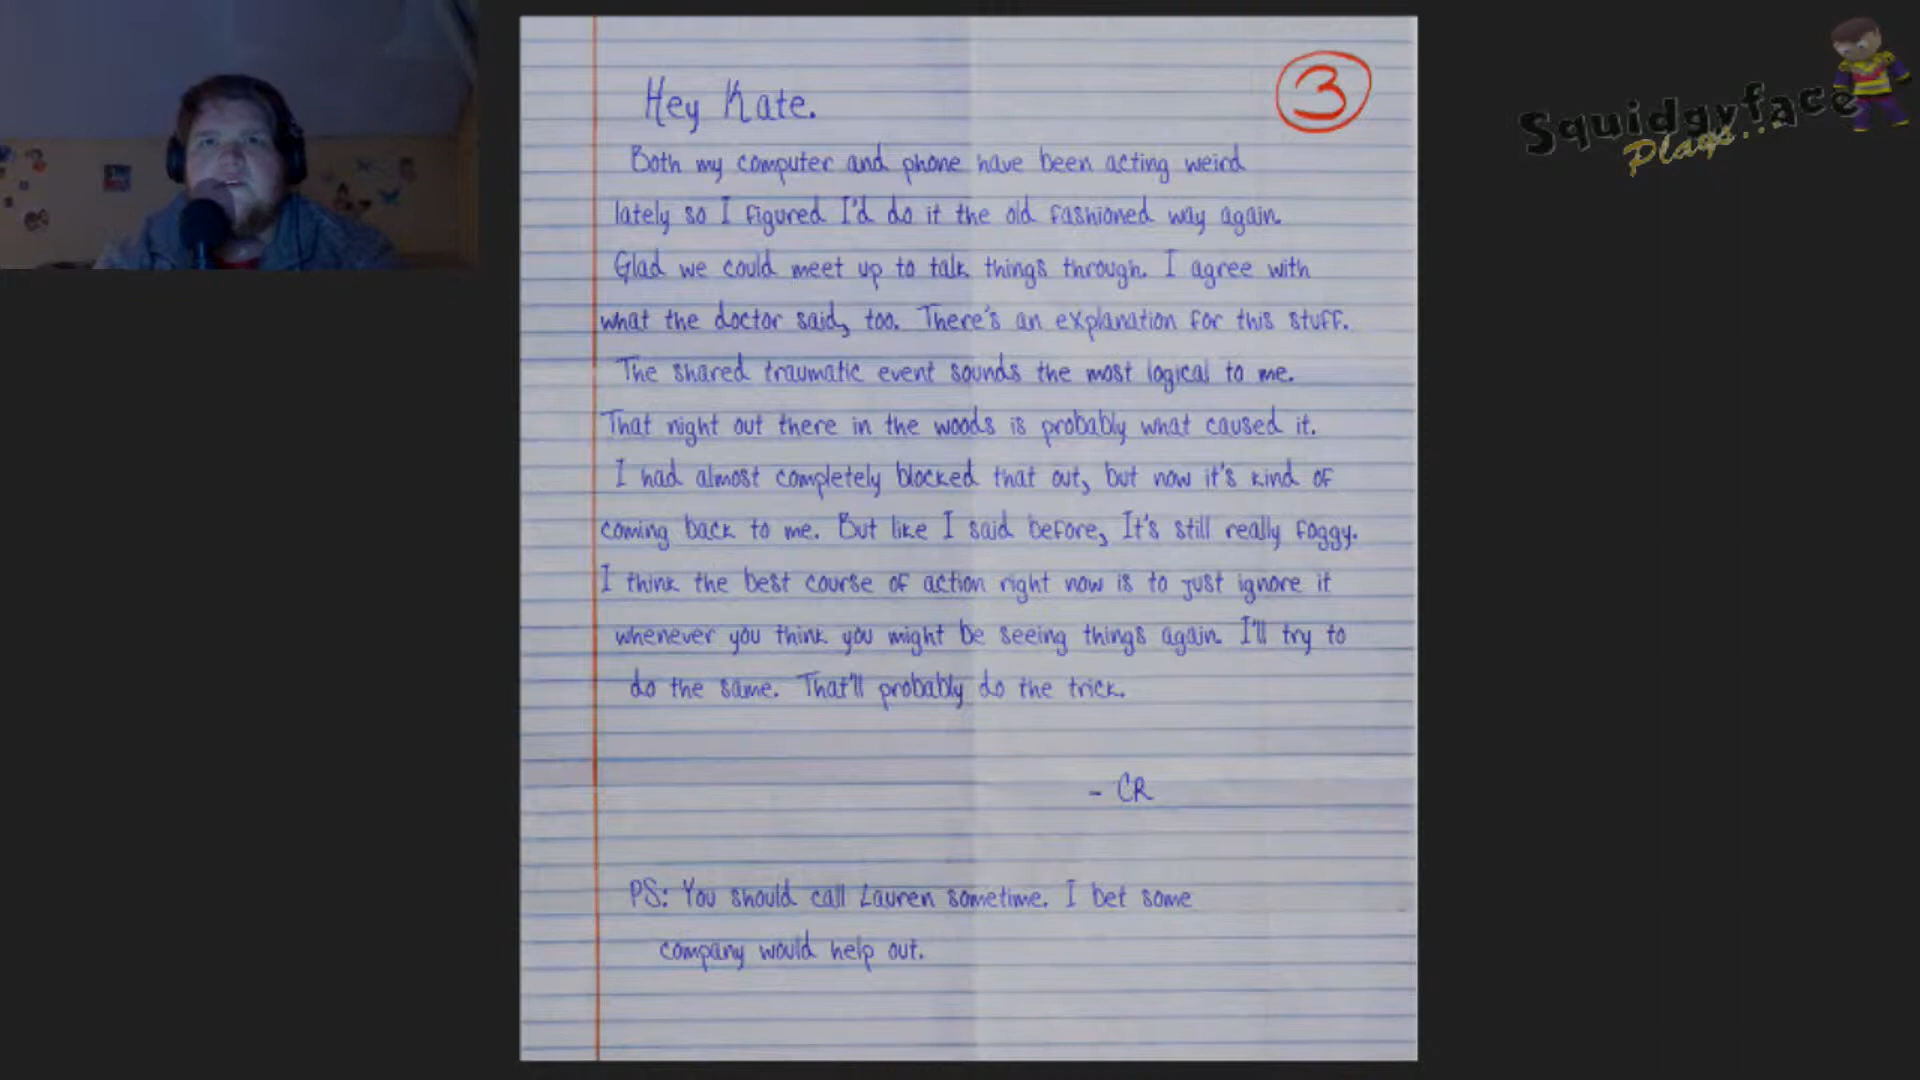 Squidgyface
Plays...
3
Hey Kate.
Both my computer and phone have been acting weird
lately so I figured I'd do it the old fashioned way again.
Glad we could meet up to talk things through. I agree with
what the doctor said, too. There's an explanation for this stuff.
The shared traumatic event sounds the most logical to me.
That night out there in the woods is probably what caused it.
I had almost completely blocked that out, but now it's kind of
coming back to me. But like I said before, It's still really foggy.
I think the best course of action right now is to just ignore it
whenever you think you might be seeing things again. I'll try to
do the same. That'll probably do the trick.
- CR
PS: You should call Lauren sometime. I bet some
company would help out.